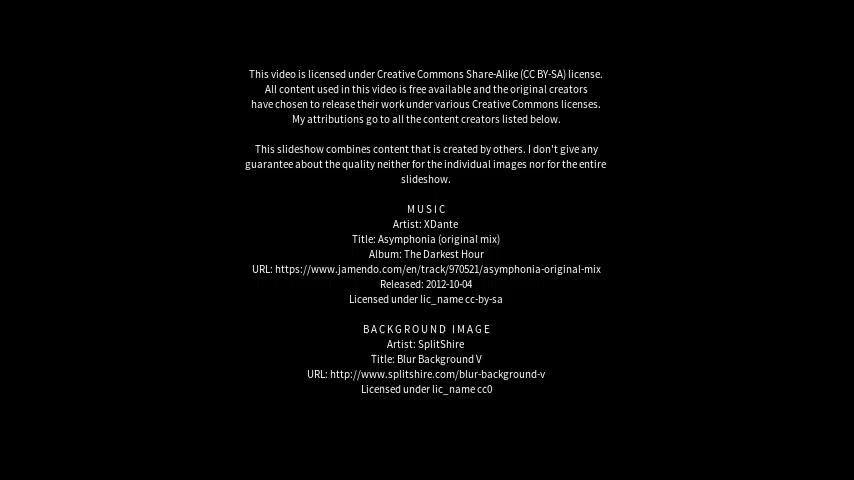 This video is licensed under Creative Commons Share-Alike (CC BY-SA) license.
All content used in this video is free available and the original creators
have chosen to release their work under various Creative Commons licenses.
My attributions go to all the content creators listed below.
This slideshow combines content that is created by others. I don't give any
guarantee about the quality neither for the individual images nor for the entire
slideshow.
MUSIC
Artist: XDante
Title: Asymphonia (original mix)
Album: The Darkest Hour
URL: https://www.jamendo.com/en/track/970521/asymphonia-original-mix
Released: 2012-10-04
Licensed under lic_name cc-by-sa
BACKGROUND IMAGE
Artist: SplitShire
Title: Blur Background V
URL: http://www.splitshire.com/blur-background-v
Licensed under lic_name cc0